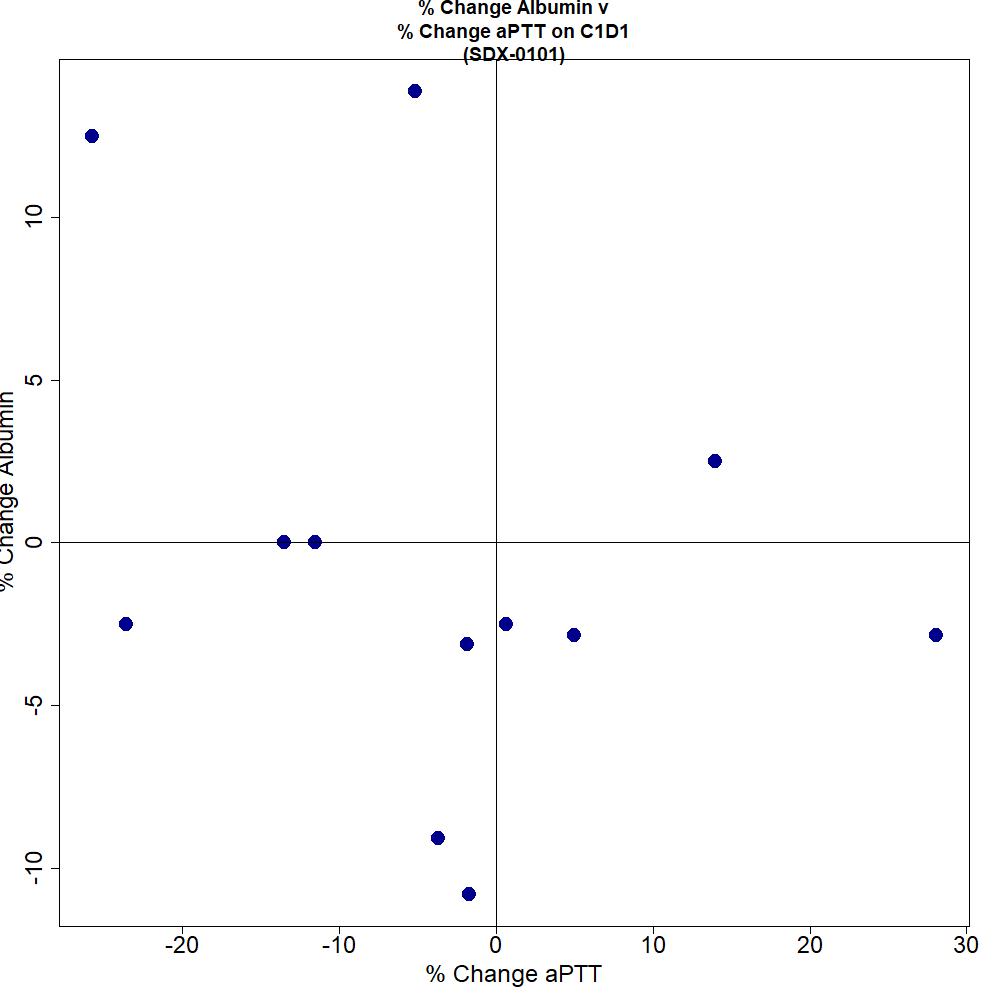 % Change Albumin v
% Change aPTT on C1D1
(SDX-0101)
% Change Albumin
10
5
0
-5
-10
-20
-10
0
10
20
30
% Change aPTT